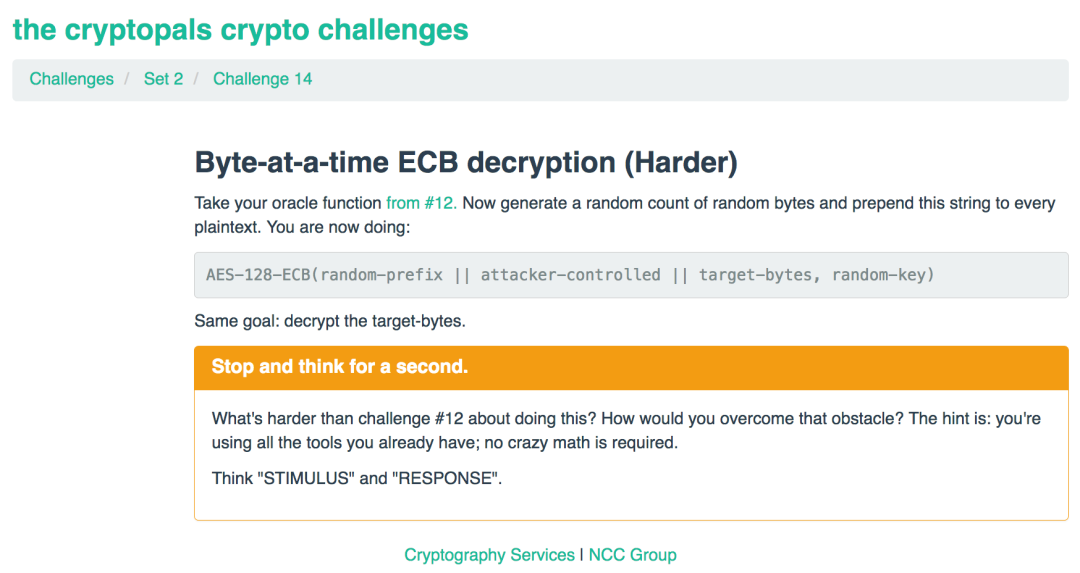 the cryptopals crypto challenges
Challenges / Set 2 / Challenge 14
Byte-at-a-time ECB decryption (Harder)
Take your oracle function from #12. Now generate a random count of random bytes and prepend this string to every
plaintext. You are now doing:
AES-128-ECB(random-prefix || attacker-controlled || target-bytes, random-key)
Same goal: decrypt the target-bytes.
Stop and think for a second.
What's harder than challenge #12 about doing this? How would you overcome that obstacle? The hint is: you're
using all the tools you already have; no crazy math is required.
Think "STIMULUS" and "RESPONSE".
Cryptography Services | NCC Group